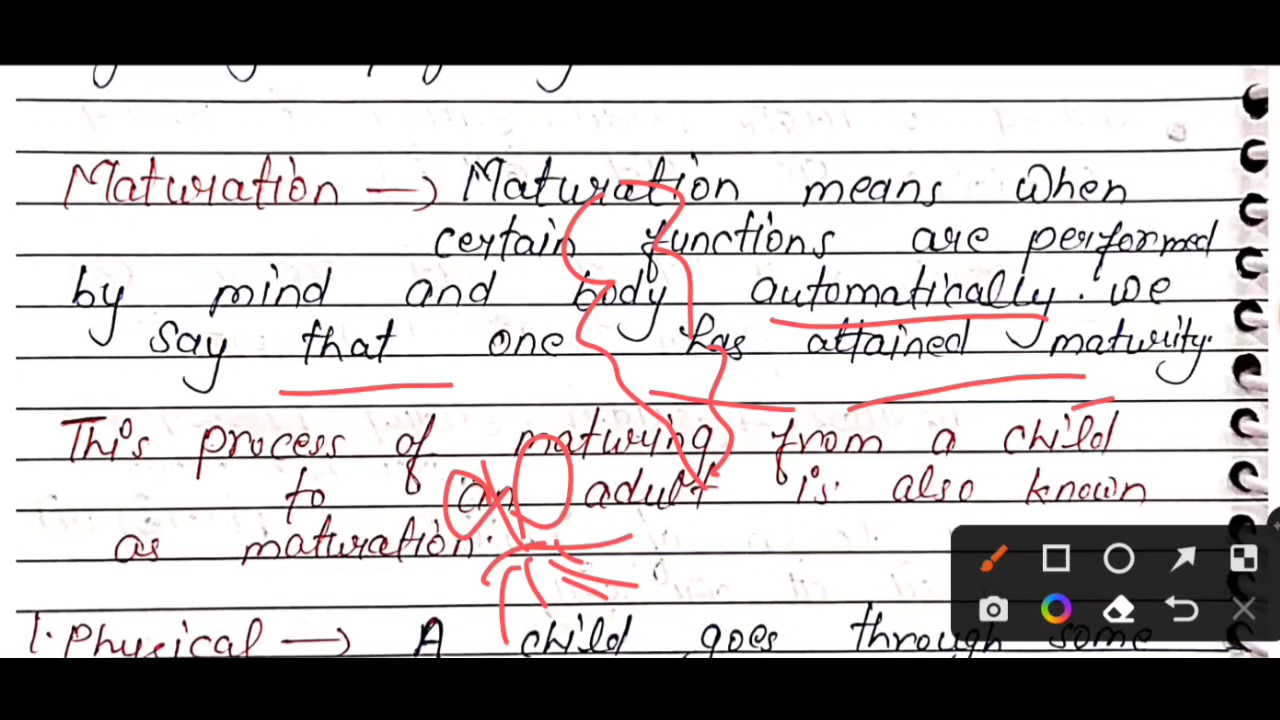 Maturation → Maturation means when
certain functions are performed
by mind and body automatically. we
say that one has attained maturity.
This process of maturing from a child
to an adult is also known
as maturation.
1. Physical → A child goes through some